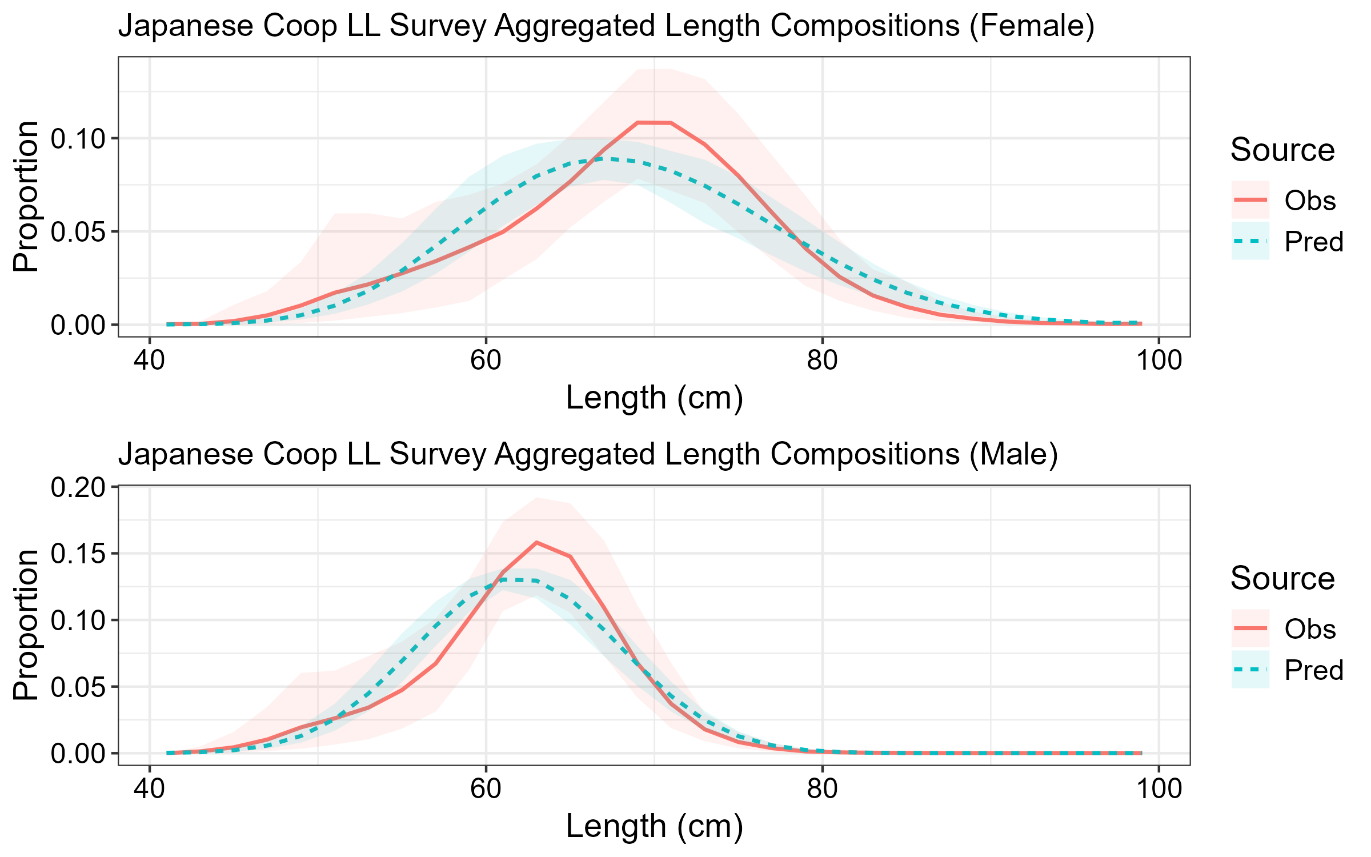 Japanese Coop LL Survey Aggregated Length Compositions (Female)
Proportion
0.10
0.05
0.00
40 60 80 100
Length (cm)
Source
Obs
Pred
Japanese Coop LL Survey Aggregated Length Compositions (Male)
Proportion
0.20
0.15
0.10
0.05
0.00
40 60 80 100
Length (cm)
Source
Obs
Pred